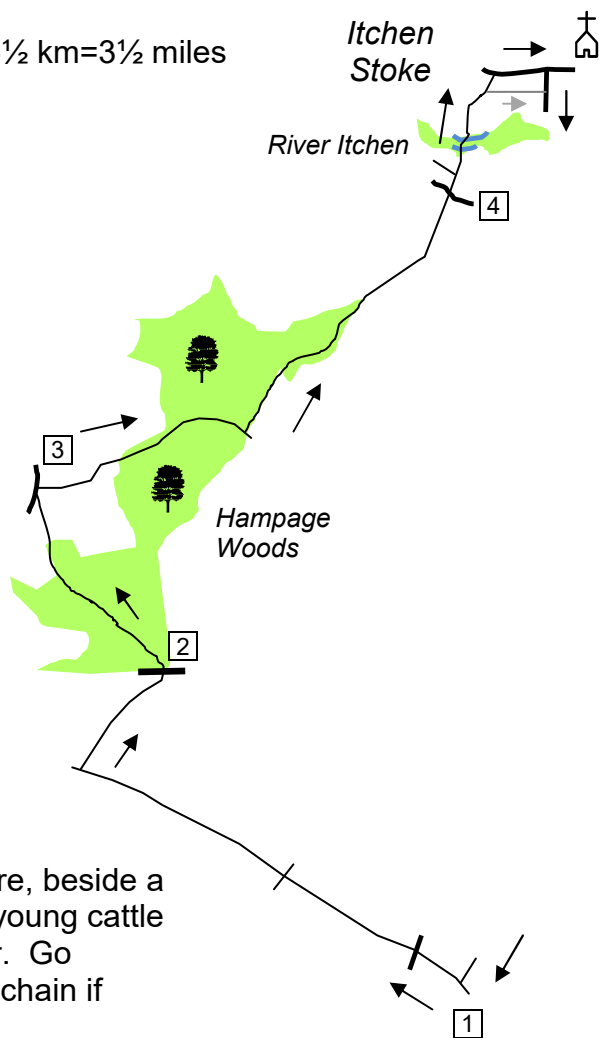 ½ km=3½ miles
Itchen
Stoke
River Itchen
4
3
Hampage
Woods
2
re, beside a
young cattle
r. Go
chain if
1